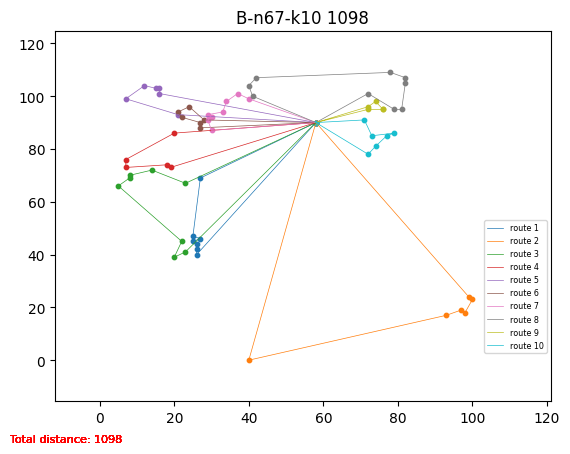 B-n67-k10 1098
120
100
80
60
40
20
0
0
20
40
60
80
100
120
route 1
route 2
route 3
route 4
route 5
route 6
route 7
route 8
route 9
route 10
Total distance: 1098